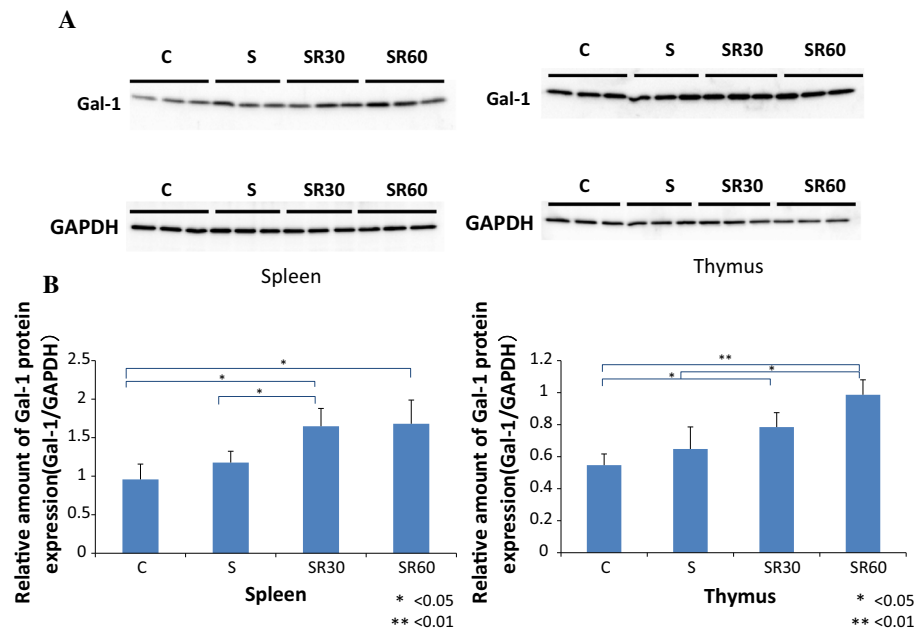 A
C S SR30 SR60
Gal-1
C S SR30 SR60
GAPDH
Spleen
C S SR30 SR60
Gal-1
C S SR30 SR60
GAPDH
Thymus
B
Relative amount of Gal-1 protein
expression(Gal-1/GAPDH)
2.5
2
1.5
1
0.5
0
*
*
*
C S SR30 SR60
Spleen
* <0.05
** <0.01
Relative amount of Gal-1 protein
expression(Gal-1/GAPDH)
1.2
1
0.8
0.6
0.4
0.2
0
**
*
*
C S SR30 SR60
Thymus
* <0.05
** <0.01